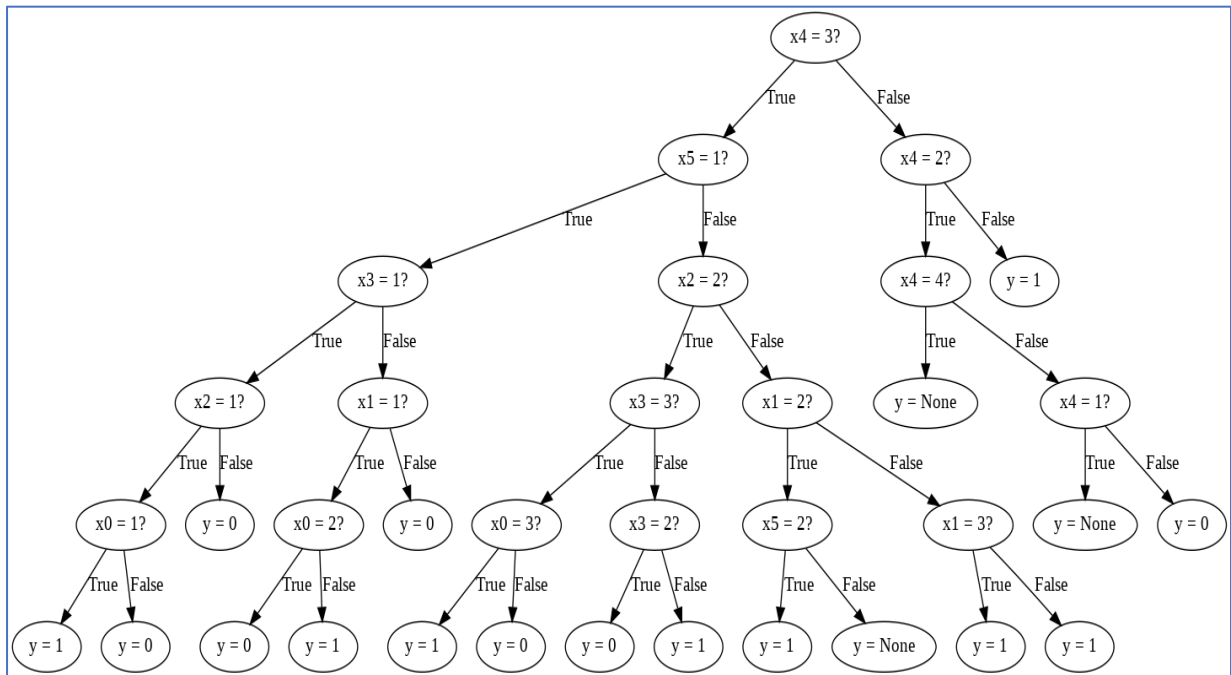 x4 = 3?
True
False
x5 = 1?
x4 = 2?
True
False
True
False
x3 = 1?
x2 = 2?
x4 = 4?
y = 1
True
False
True
False
True
False
x2 = 1?
x1 = 1?
x3 = 3?
x1 = 2?
y = None
x4 = 1?
True
False
True
False
True
False
True
False
True
False
x0 = 1?
y = 0
x0 = 2?
y = 0
x0 = 3?
x3 = 2?
x5 = 2?
x1 = 3?
y = None
y = 0
True
False
True
False
True
False
True
False
True
False
True
False
y = 1
y = 0
y = 0
y = 1
y = 1
y = 0
y = 0
y = 1
y = 1
y = None
y = 1
y = 1